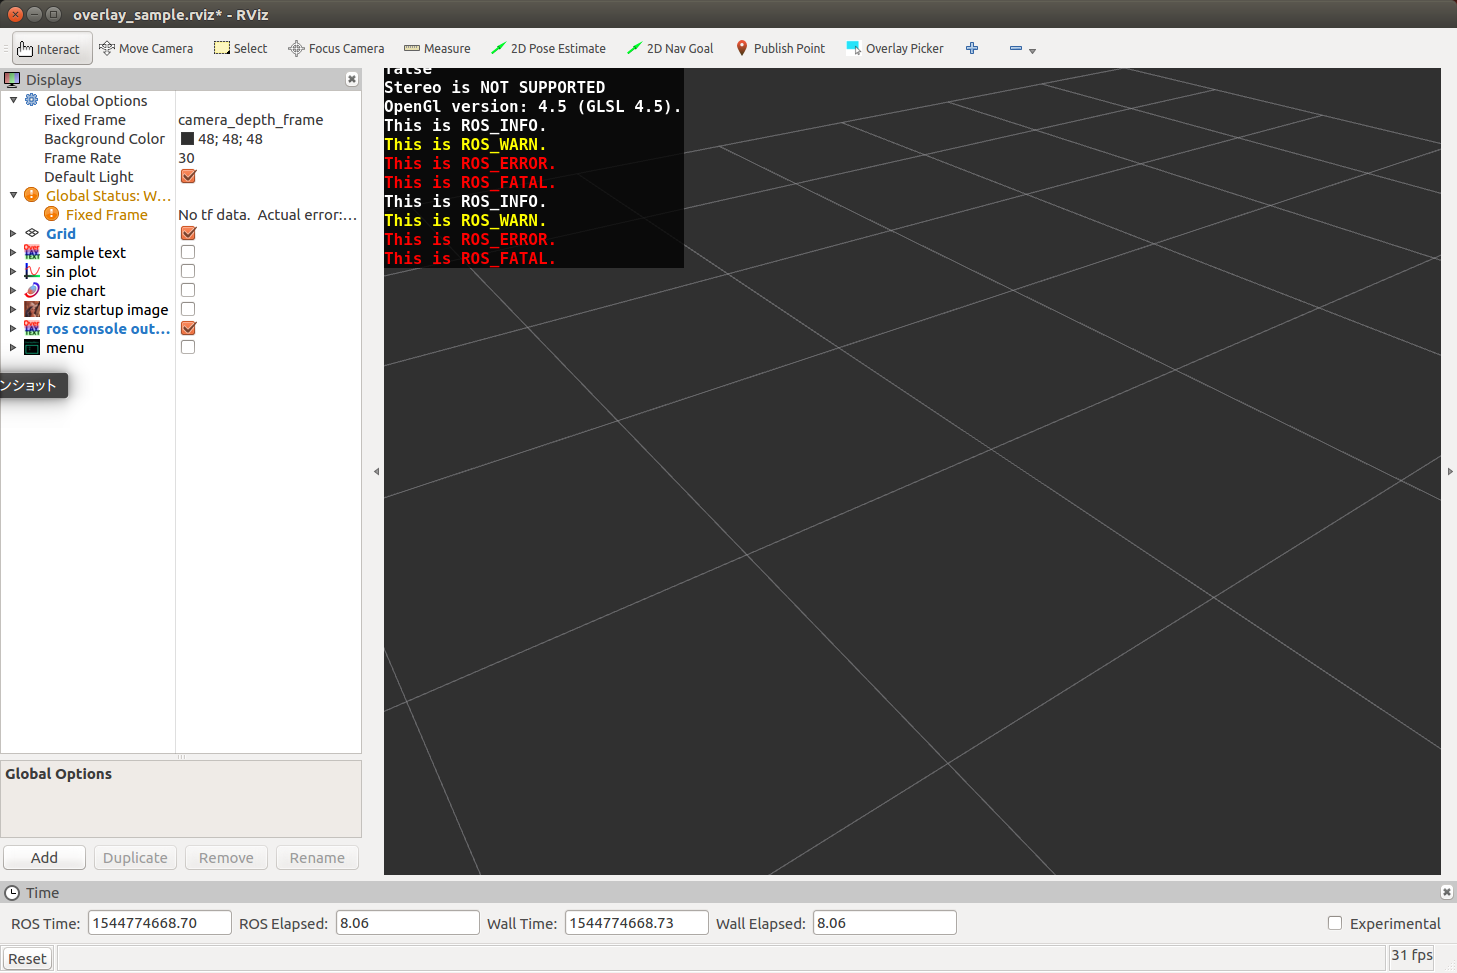 overlay_sample.rviz* - RViz
Interact Move Camera Select Focus Camera Measure 2D Pose Estimate 2D Nav Goal Publish Point Overlay Picker
Displays
Global Options
Fixed Frame camera_depth_frame
Background Color 48; 48; 48
Frame Rate 30
Default Light
Global Status: W...
Fixed Frame No tf data. Actual error:...
Grid
sample text
sin plot
pie chart
rviz startup image
ros console out...
menu
ンショット
false
Stereo is NOT SUPPORTED
OpenGl version: 4.5 (GLSL 4.5).
This is ROS_INFO.
This is ROS_WARN.
This is ROS_ERROR.
This is ROS_FATAL.
This is ROS_INFO.
This is ROS_WARN.
This is ROS_ERROR.
This is ROS_FATAL.
Global Options
Add Duplicate Remove Rename
Time
ROS Time: 1544774668.70 ROS Elapsed: 8.06 Wall Time: 1544774668.73 Wall Elapsed: 8.06 Experimental
Reset 31 fps